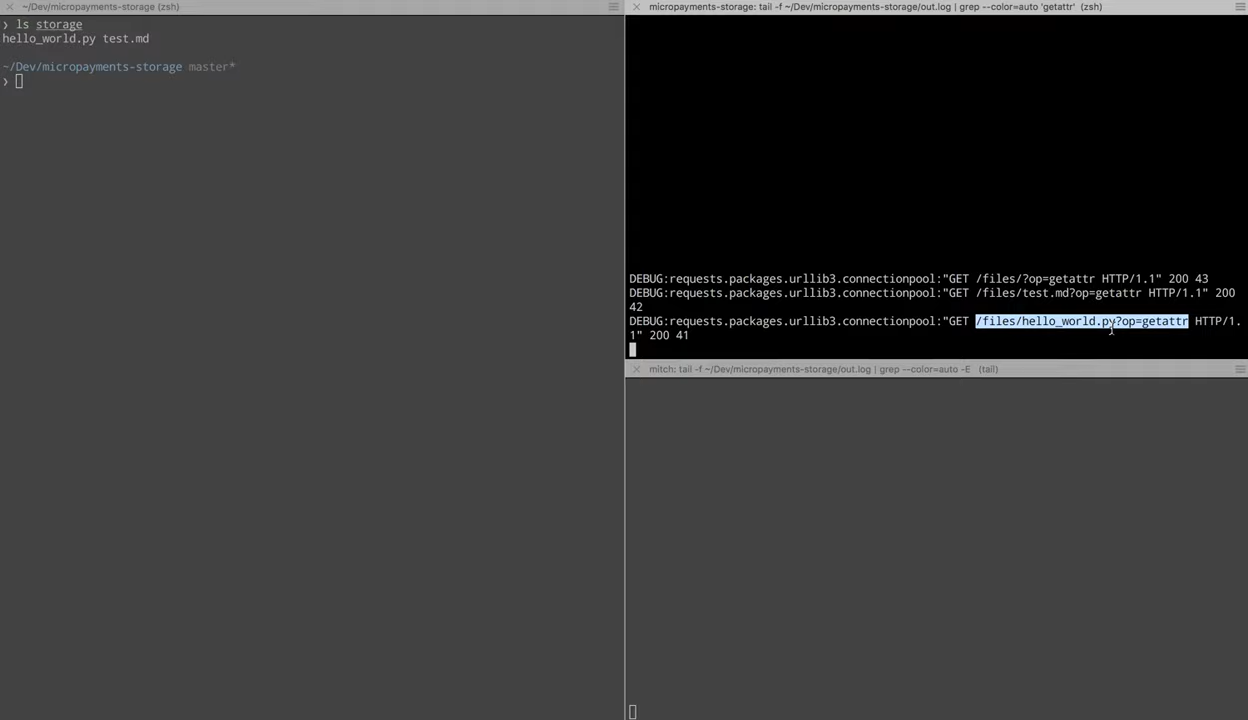 ~/Dev/micropayments-storage (zsh)
❯ ls storage
hello_world.py test.md
~/Dev/micropayments-storage master*
❯
micropayments-storage: tail -f ~/Dev/micropayments-storage/out.log | grep --color=auto 'getattr' (zsh)
DEBUG:requests.packages.urllib3.connectionpool:"GET /files/?op=getattr HTTP/1.1" 200 43
DEBUG:requests.packages.urllib3.connectionpool:"GET /files/test.md?op=getattr HTTP/1.1" 200
42
DEBUG:requests.packages.urllib3.connectionpool:"GET /files/hello_world.py?op=getattr HTTP/1.
1" 200 41
mitch: tail -f ~/Dev/micropayments-storage/out.log | grep --color=auto -E  (tail)